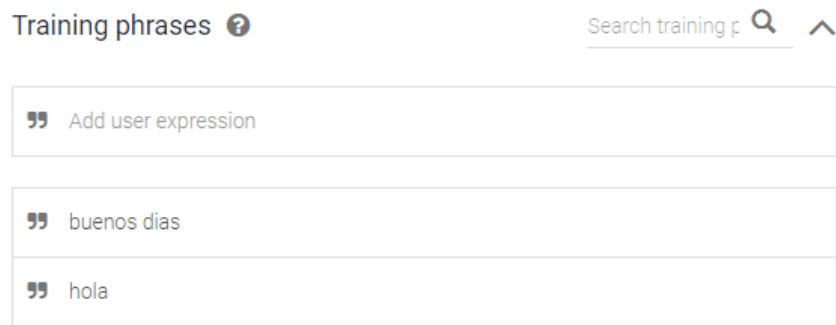 Training phrases
Search training
Add user expression
buenos dias
hola